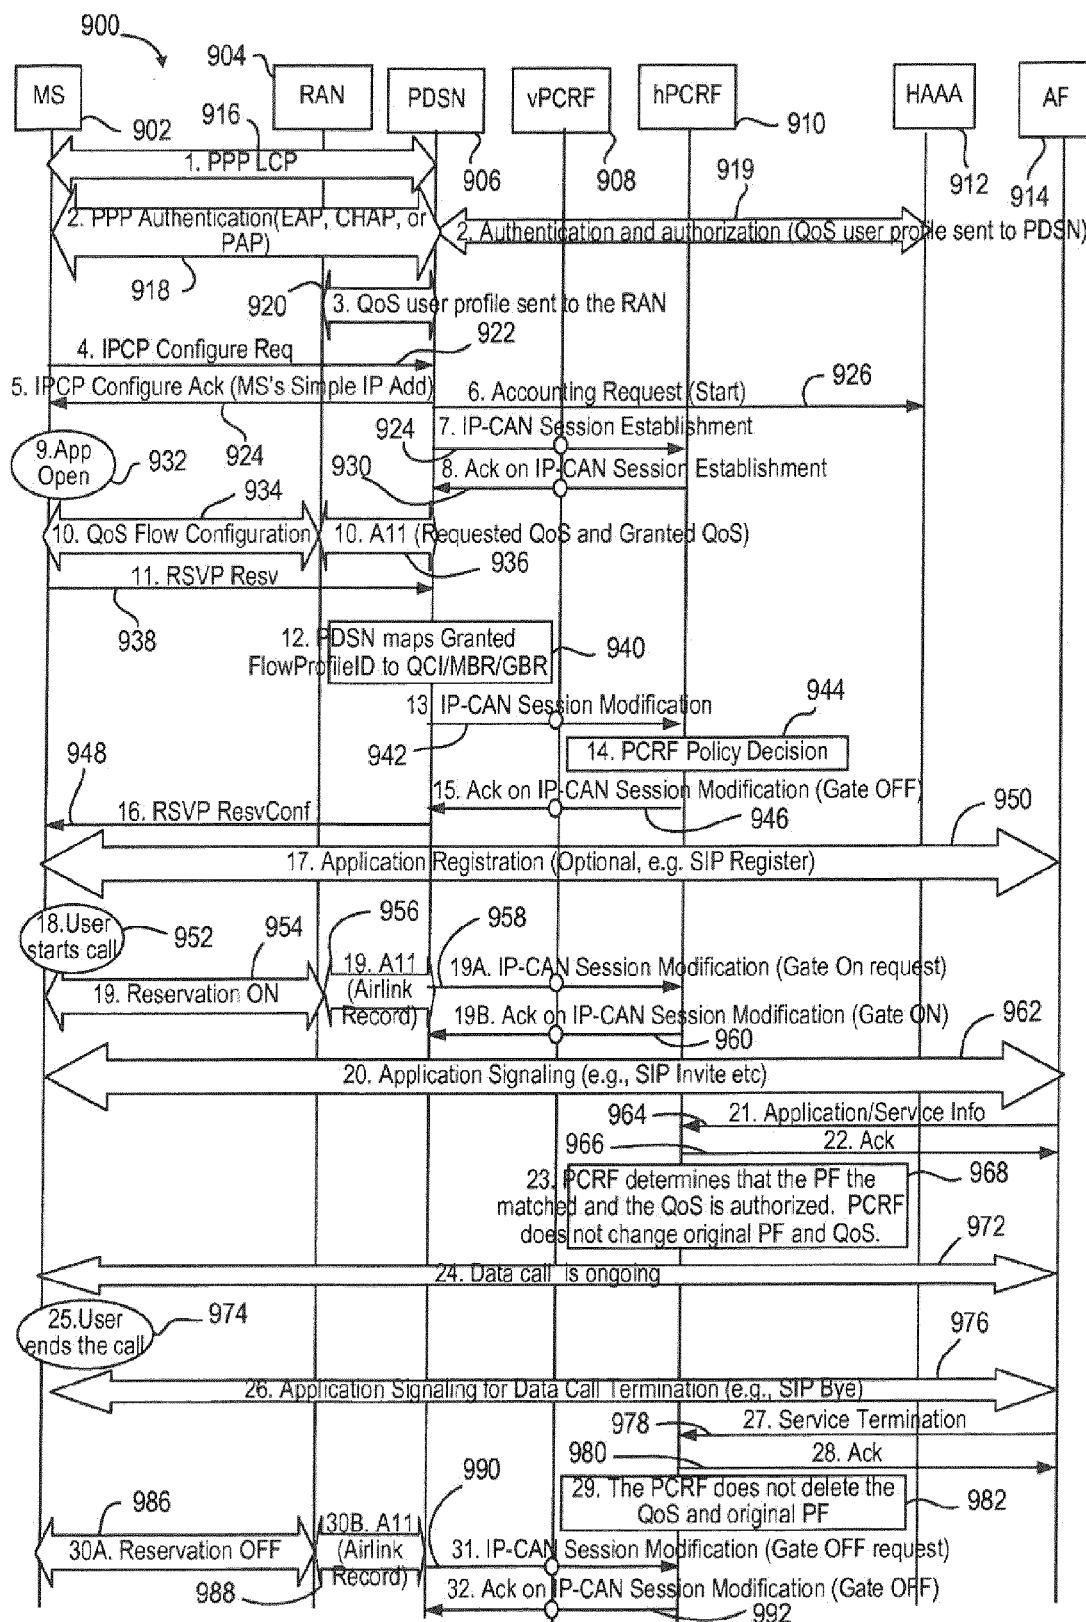 900
904
MS
RAN
PDSN
vPCRF
hPCRF
HAAA
AF
902
916
906
908
910
912
914
1. PPP LCP
919
2. PPP Authentication(EAP, CHAP, or
PAP)
2. Authentication and authorization (QoS user profile sent to PDSN)
918
920
3. QoS user profile sent to the RAN
922
4. IPCP Configure Req
5. IPCP Configure Ack (MS's Simple IP Add)
6. Accounting Request (Start)
926
924
924
7. IP-CAN Session Establishment
9.App
Open
932
930
8. Ack on IP-CAN Session Establishment
934
10. QoS Flow Configuration
10. A11 (Requested QoS and Granted QoS)
936
11. RSVP Resv
938
12. PDSN maps Granted
FlowProfileID to QCI/MBR/GBR
940
13 IP-CAN Session Modification
942
944
14. PCRF Policy Decision
948
15. Ack on IP-CAN Session Modification (Gate OFF)
946
16. RSVP ResvConf
950
17. Application Registration (Optional, e.g. SIP Register)
18.User
starts call
952
954
956
958
19. Reservation ON
19. A11
(Airlink
Record)
19A. IP-CAN Session Modification (Gate On request)
19B. Ack on IP-CAN Session Modification (Gate ON)
960
962
20. Application Signaling (e.g., SIP Invite etc)
964
21. Application/Service Info
966
22. Ack
23. PCRF determines that the PF the
matched and the QoS is authorized. PCRF
does not change original PF and QoS.
968
972
24. Data call is ongoing
25.User
ends the call
974
976
26. Application Signaling for Data Call Termination (e.g., SIP Bye)
978
27. Service Termination
980
28. Ack
990
29. The PCRF does not delete the
QoS and original PF
982
986
30A. Reservation OFF
988
30B. A11
(Airlink
Record)
31. IP-CAN Session Modification (Gate OFF request)
32. Ack on IP-CAN Session Modification (Gate OFF)
992